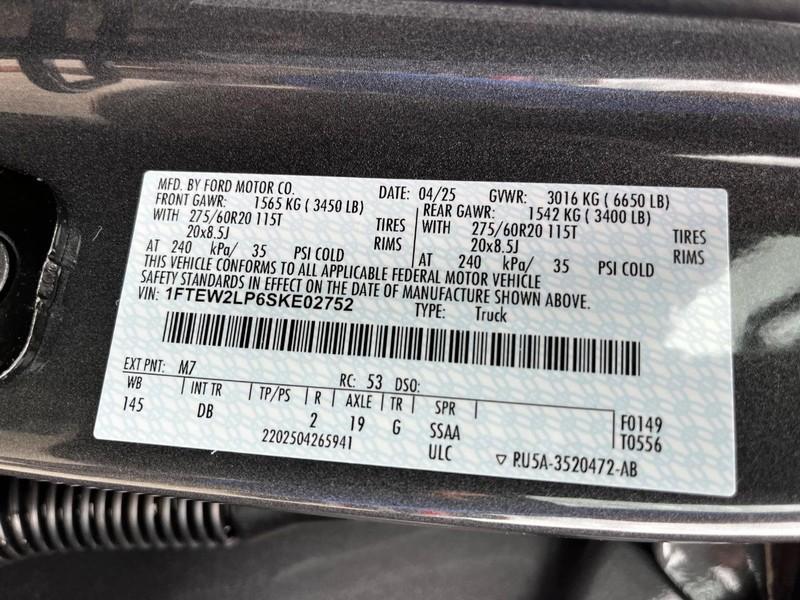 MFD. BY FORD MOTOR CO. DATE: 04/25 GVWR: 3016 KG ( 6650 LB)
FRONT GAWR: 1565 KG ( 3450 LB) REAR GAWR: 1542 KG ( 3400 LB)
WITH 275/60R20 115T TIRES WITH 275/60R20 115T TIRES
20x8.5J RIMS 20x8.5J RIMS
AT 240 kPa/ 35 PSI COLD AT 240 kPa/ 35 PSI COLD
THIS VEHICLE CONFORMS TO ALL APPLICABLE FEDERAL MOTOR VEHICLE
SAFETY STANDARDS IN EFFECT ON THE DATE OF MANUFACTURE SHOWN ABOVE.
VIN: 1FTEW2LP6SKE02752 TYPE: Truck
EXT PNT: M7 RC: 53 DSO:
WB INT TR TP/PS R AXLE TR SPR
145 DB 2 19 G SSAA F0149
2202504265941 ULC T0556
▽ RU5A-3520472-AB